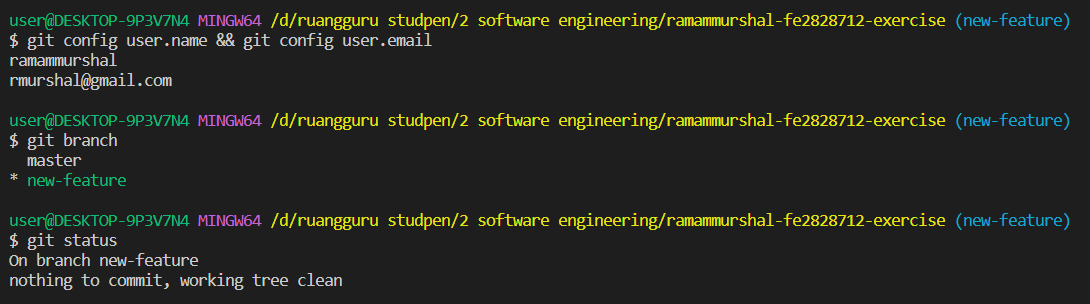 user@DESKTOP-9P3V7N4 MINGW64 /d/ruangguru studpen/2 software engineering/ramammurshal-fe2828712-exercise (new-feature)
$ git config user.name && git config user.email
ramammurshal
rmurshal@gmail.com
user@DESKTOP-9P3V7N4 MINGW64 /d/ruangguru studpen/2 software engineering/ramammurshal-fe2828712-exercise (new-feature)
$ git branch
  master
* new-feature
user@DESKTOP-9P3V7N4 MINGW64 /d/ruangguru studpen/2 software engineering/ramammurshal-fe2828712-exercise (new-feature)
$ git status
On branch new-feature
nothing to commit, working tree clean